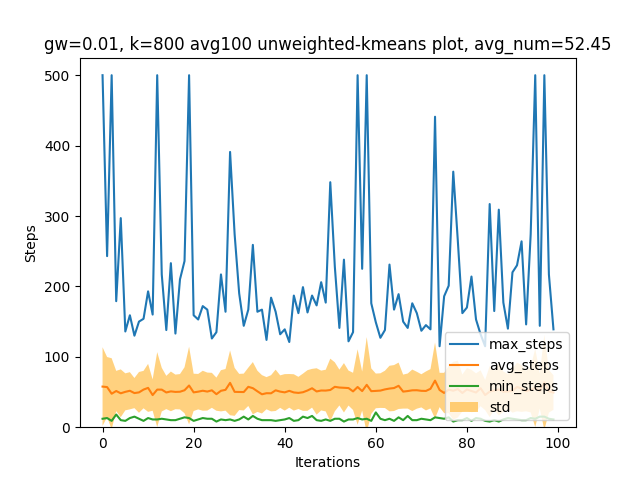 gw=0.01, k=800 avg100 unweighted-kmeans plot, avg_num=52.45
500
400
300
200
100
0
Steps
max_steps
avg_steps
min_steps
std
0
20
40
60
80
100
Iterations